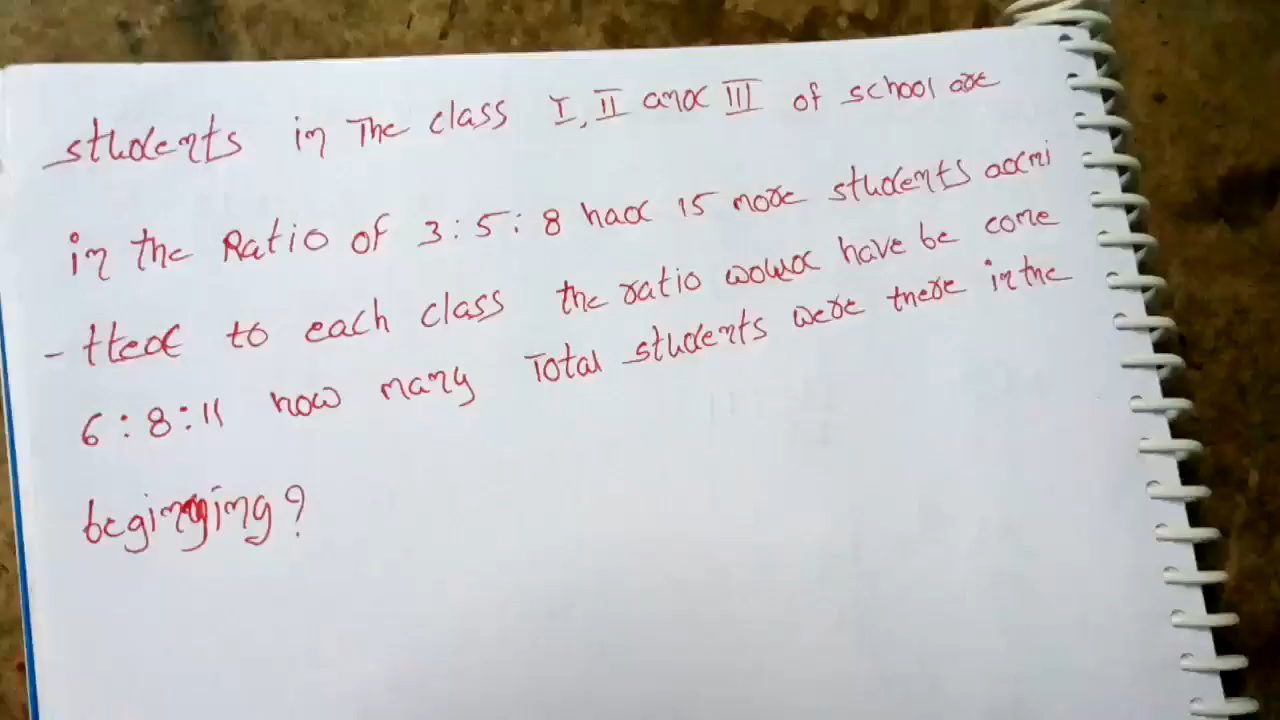 students in The class I, II and III of school are
in the Ratio of 3 : 5 : 8 had 15 more students admi
- tted to each class the ratio would have be come
6 : 8 : 11 how many Total students were there in the
beginning?